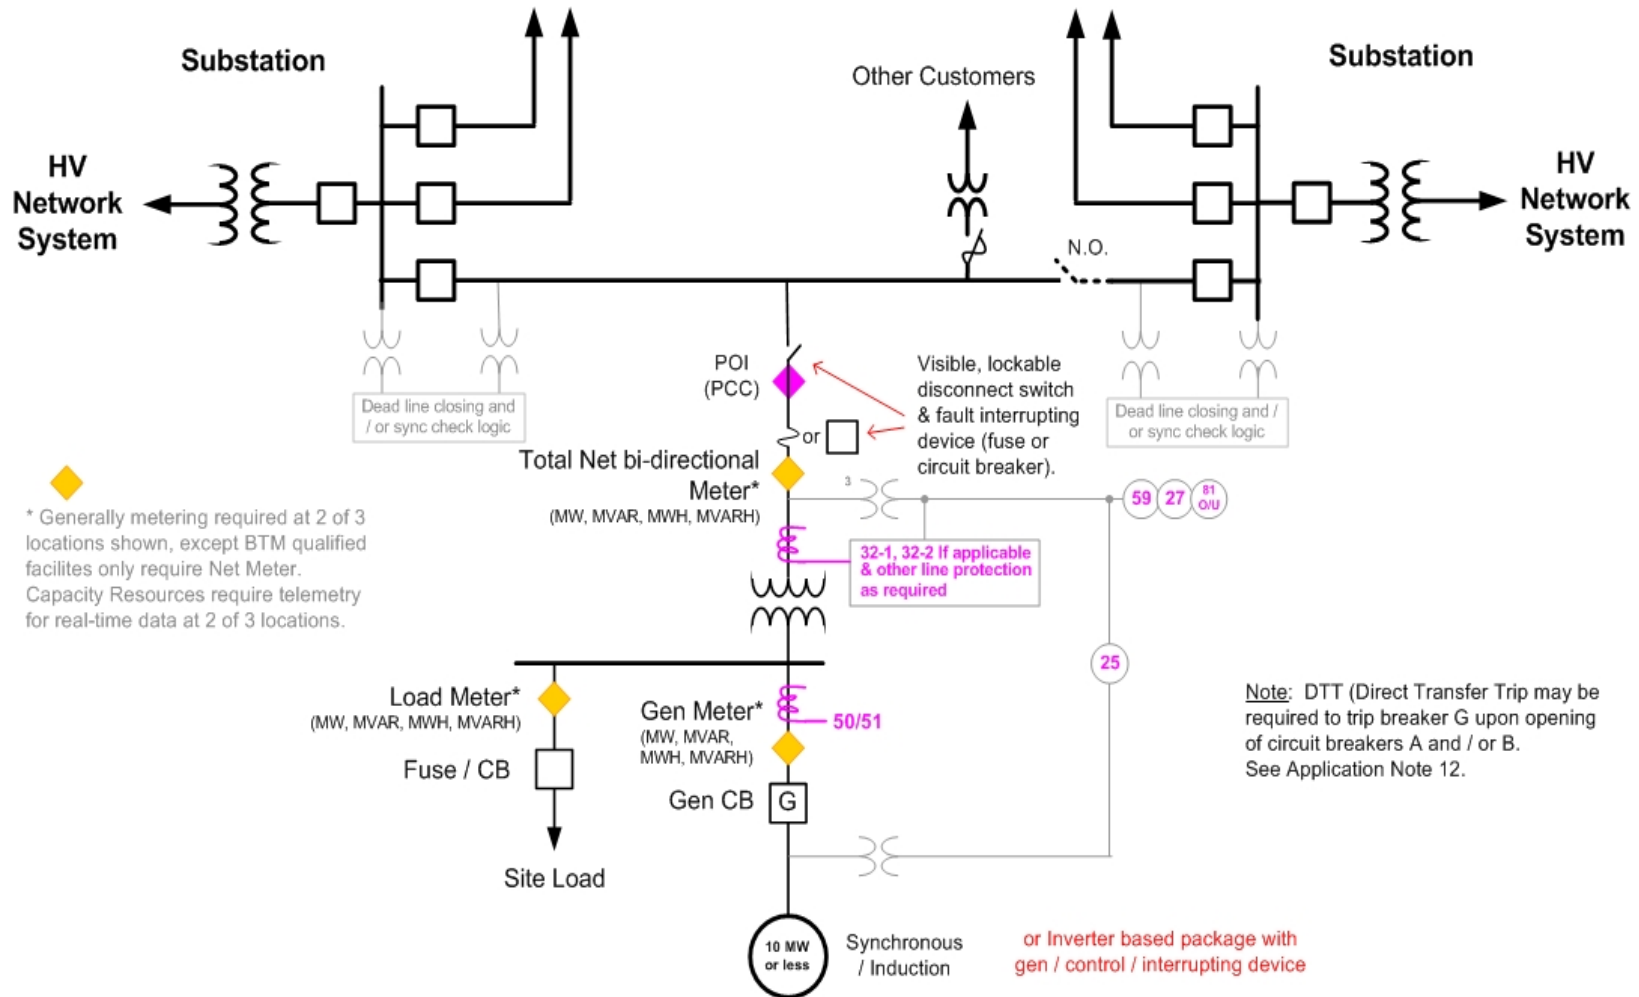 Substation
Substation
Other Customers
HV
Network
System
HV
Network
System
N.O.
POI
(PCC)
Visible, lockable
disconnect switch
& fault interrupting
device (fuse or
circuit breaker).
Dead line closing and
/ or sync check logic
Dead line closing and /
or sync check logic
or
Total Net bi-directional
Meter*
(MW, MVAR, MWH, MVARH)
3
59
27
81
O/U
* Generally metering required at 2 of 3
locations shown, except BTM qualified
facilites only require Net Meter.
Capacity Resources require telemetry
for real-time data at 2 of 3 locations.
32-1, 32-2 If applicable
& other line protection
as required
25
Load Meter*
(MW, MVAR, MWH, MVARH)
Gen Meter*
(MW, MVAR,
MWH, MVARH)
50/51
Note: DTT (Direct Transfer Trip may be
required to trip breaker G upon opening
of circuit breakers A and / or B.
See Application Note 12.
Fuse / CB
Gen CB
G
Site Load
10 MW
or less
Synchronous
/ Induction
or Inverter based package with
gen / control / interrupting device